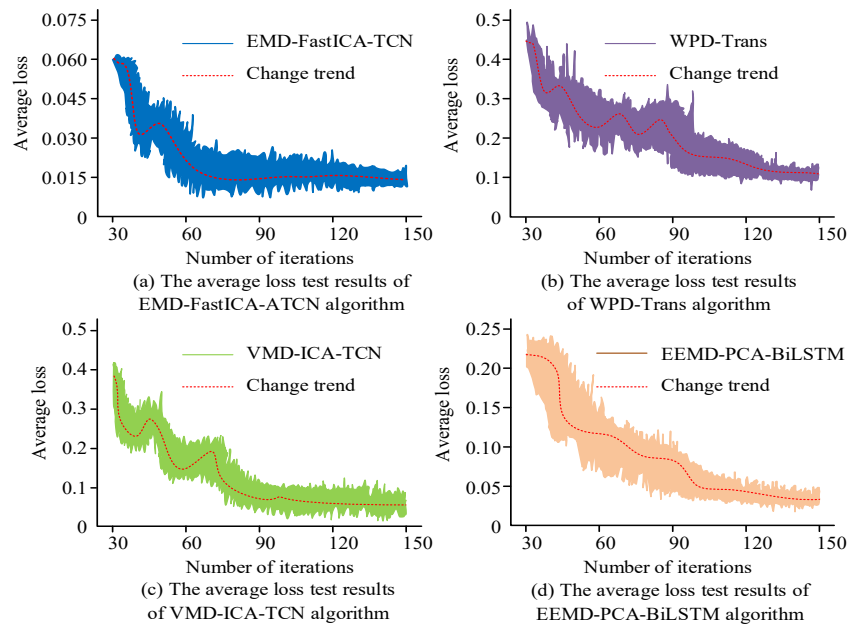 0.060
0.045
0.030
0.015
0
Average loss
EMD-FastICA-TCN
Change trend
30 60 90 120 150
Number of iterations
(a) The average loss test results of
EMD-FastICA-ATCN algorithm
0.5
0.4
0.3
0.2
0.1
0
Average loss
WPD-Trans
Change trend
30 60 90 120 150
Number of iterations
(b) The average loss test results
of WPD-Trans algorithm
0.5
0.4
0.3
0.2
0.1
0
Average loss
VMD-ICA-TCN
Change trend
30 60 90 120 150
Number of iterations
(c) The average loss test results
of VMD-ICA-TCN algorithm
0.25
0.20
0.15
0.10
0.05
0
Average loss
EEMD-PCA-BiLSTM
Change trend
30 60 90 120 150
Number of iterations
(d) The average loss test results of
EEMD-PCA-BiLSTM algorithm